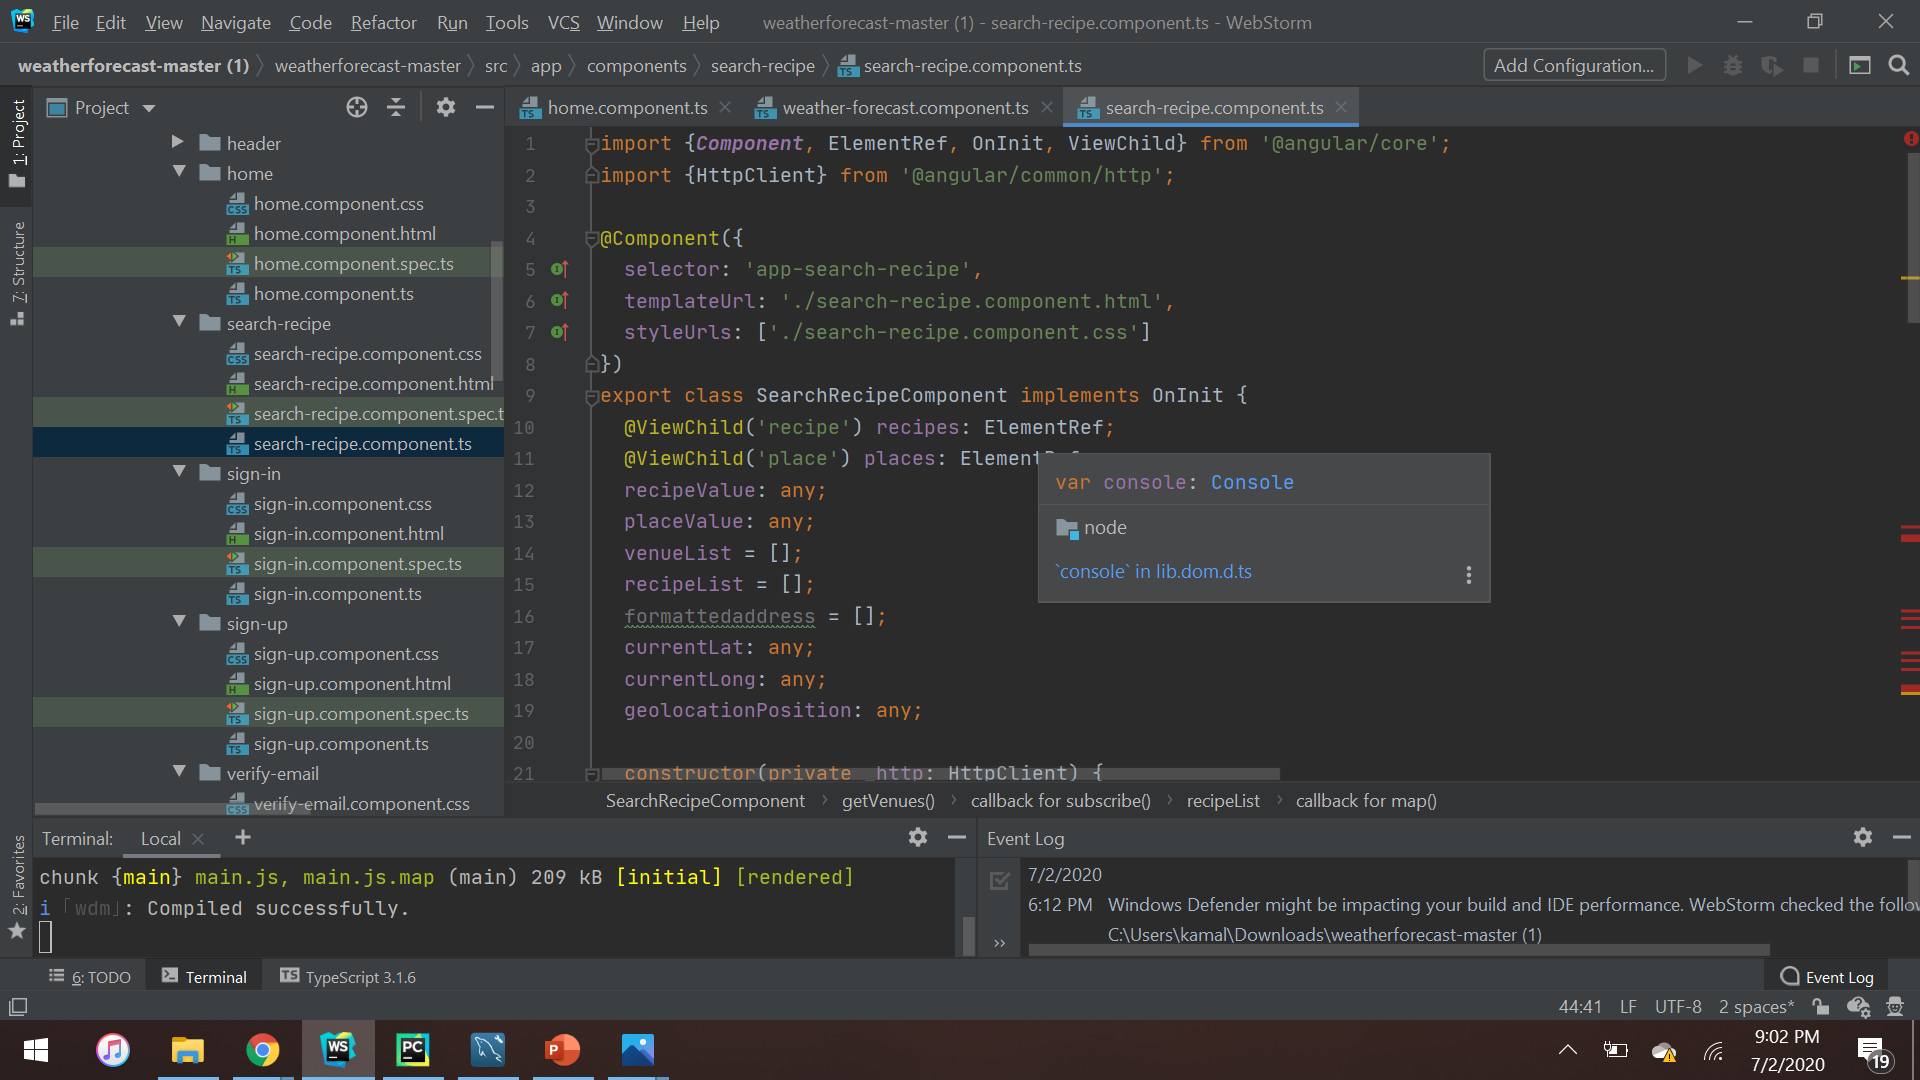 File Edit View Navigate Code Refactor Run Tools VCS Window Help weatherforecast-master (1) - search-recipe.component.ts - WebStorm
weatherforecast-master (1) weatherforecast-master src app components search-recipe search-recipe.component.ts Add Configuration...
Project
home.component.ts weather-forecast.component.ts search-recipe.component.ts
1: Project
7: Structure
2: Favorites
header
home
home.component.css
home.component.html
home.component.spec.ts
home.component.ts
search-recipe
search-recipe.component.css
search-recipe.component.html
search-recipe.component.spec.t
search-recipe.component.ts
sign-in
sign-in.component.css
sign-in.component.html
sign-in.component.spec.ts
sign-in.component.ts
sign-up
sign-up.component.css
sign-up.component.html
sign-up.component.spec.ts
sign-up.component.ts
verify-email
verify-email.component.css
1 import {Component, ElementRef, OnInit, ViewChild} from '@angular/core';
2 import {HttpClient} from '@angular/common/http';
3
4 @Component({
5 selector: 'app-search-recipe',
6 templateUrl: './search-recipe.component.html',
7 styleUrls: ['./search-recipe.component.css']
8 })
9 export class SearchRecipeComponent implements OnInit {
10 @ViewChild('recipe') recipes: ElementRef;
11 @ViewChild('place') places: ElementRef
12 recipeValue: any;
13 placeValue: any;
14 venueList = [];
15 recipeList = [];
16 formattedaddress = [];
17 currentLat: any;
18 currentLong: any;
19 geolocationPosition: any;
20
21 constructor(private _http: HttpClient) {
var console: Console
node
`console` in lib.dom.d.ts
SearchRecipeComponent getVenues() callback for subscribe() recipeList callback for map()
Terminal: Local
chunk {main} main.js, main.js.map (main) 209 kB [initial] [rendered]
i ｢wdm｣: Compiled successfully.
Event Log
7/2/2020
6:12 PM Windows Defender might be impacting your build and IDE performance. WebStorm checked the follow
C:\Users\kamal\Downloads\weatherforecast-master (1)
6: TODO Terminal TypeScript 3.1.6 Event Log
44:41 LF UTF-8 2 spaces*
9:02 PM
7/2/2020
19